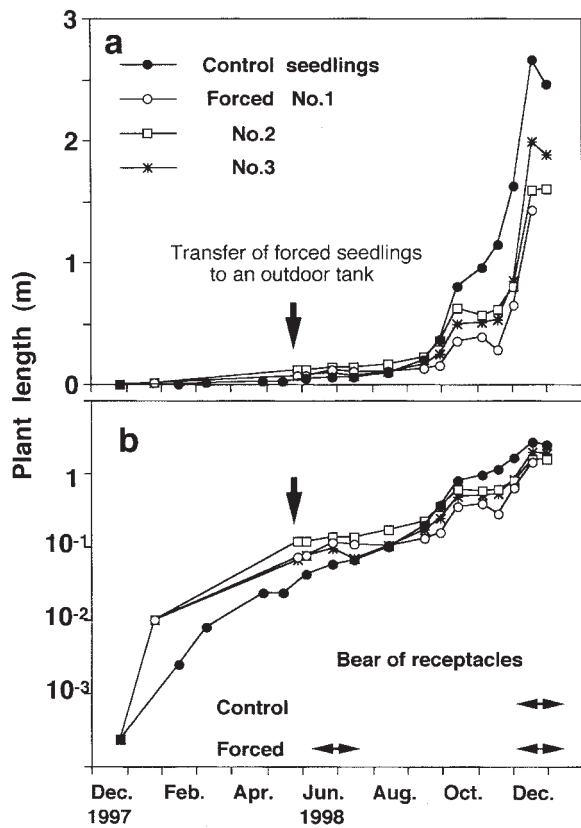 3
a
Control seedlings
Forced No.1
No.2
No.3
2
Transfer of forced seedlings
to an outdoor tank
1
0
Plant length (m)
b
1
10-1
10-2
10-3
Bear of receptacles
Control
Forced
Dec. Feb. Apr. Jun. Aug. Oct. Dec.
1997 1998